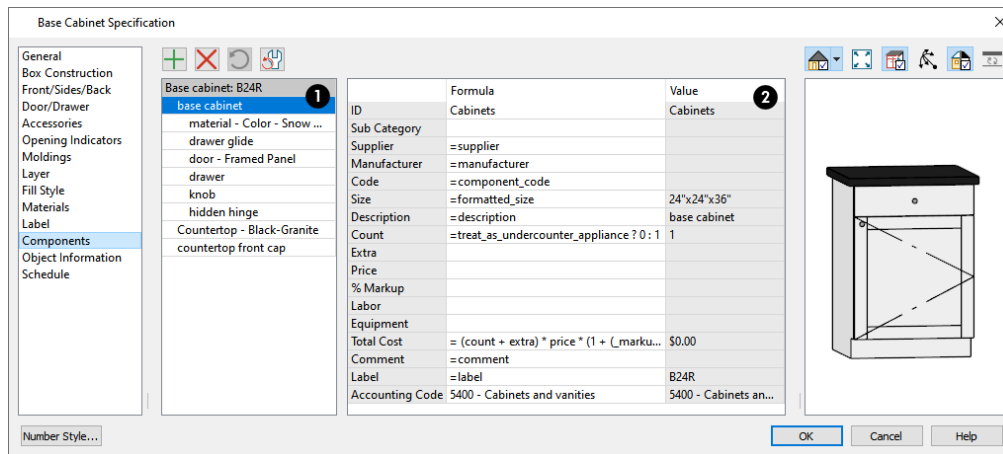 Base Cabinet Specification
General
Box Construction
Front/Sides/Back
Door/Drawer
Accessories
Opening Indicators
Moldings
Layer
Fill Style
Materials
Label
Components
Object Information
Schedule
Base cabinet: B24R
1
base cabinet
material - Color - Snow ...
drawer glide
door - Framed Panel
drawer
knob
hidden hinge
Countertop - Black-Granite
countertop front cap
Formula Value
2
ID Cabinets Cabinets
Sub Category
Supplier =supplier
Manufacturer =manufacturer
Code =component_code
Size =formatted_size 24"x24"x36"
Description =description base cabinet
Count =treat_as_undercounter_appliance ? 0 : 1 1
Extra
Price
% Markup
Labor
Equipment
Total Cost = (count + extra) * price * (1 + (_marku... $0.00
Comment =comment
Label =label B24R
Accounting Code 5400 - Cabinets and vanities 5400 - Cabinets an...
Number Style... OK Cancel Help